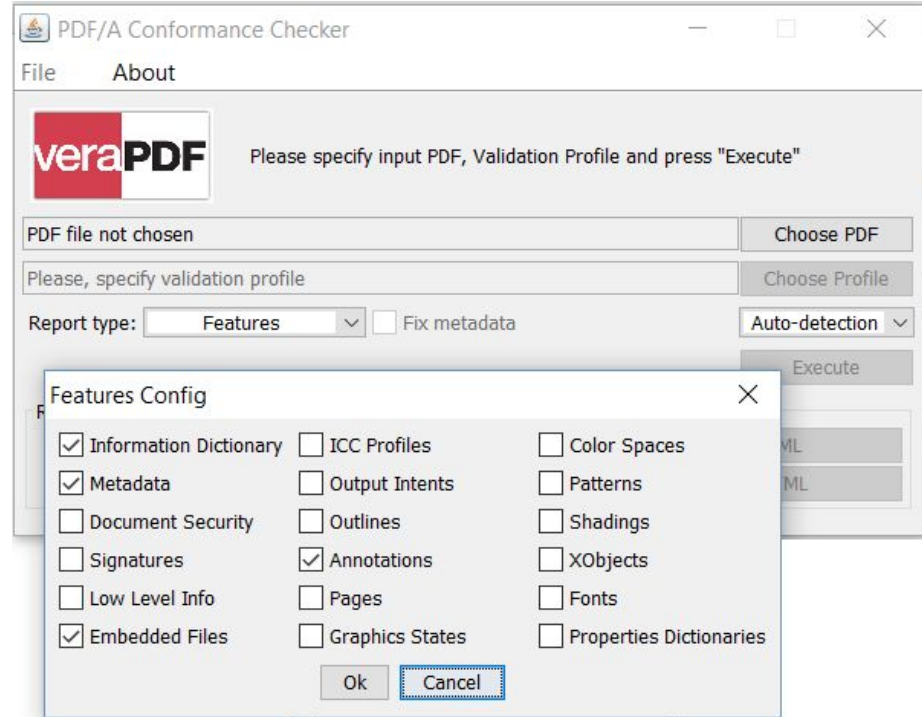 PDF/A Conformance Checker
File About
veraPDF
Please specify input PDF, Validation Profile and press "Execute"
PDF file not chosen Choose PDF
Please, specify validation profile Choose Profile
Report type: Features Fix metadata Auto-detection
Execute
Features Config
Information Dictionary ICC Profiles Color Spaces
Metadata Output Intents Patterns
Document Security Outlines Shadings
Signatures Annotations XObjects
Low Level Info Pages Fonts
Embedded Files Graphics States Properties Dictionaries
Ok Cancel